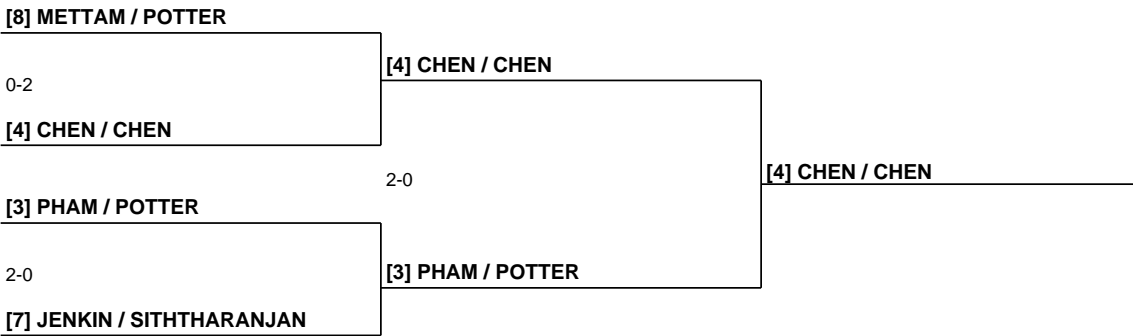 [8] METTAM / POTTER
0-2
[4] CHEN / CHEN
[3] PHAM / POTTER
2-0
[7] JENKIN / SITHTHARANJAN
[4] CHEN / CHEN
2-0
[3] PHAM / POTTER
[4] CHEN / CHEN